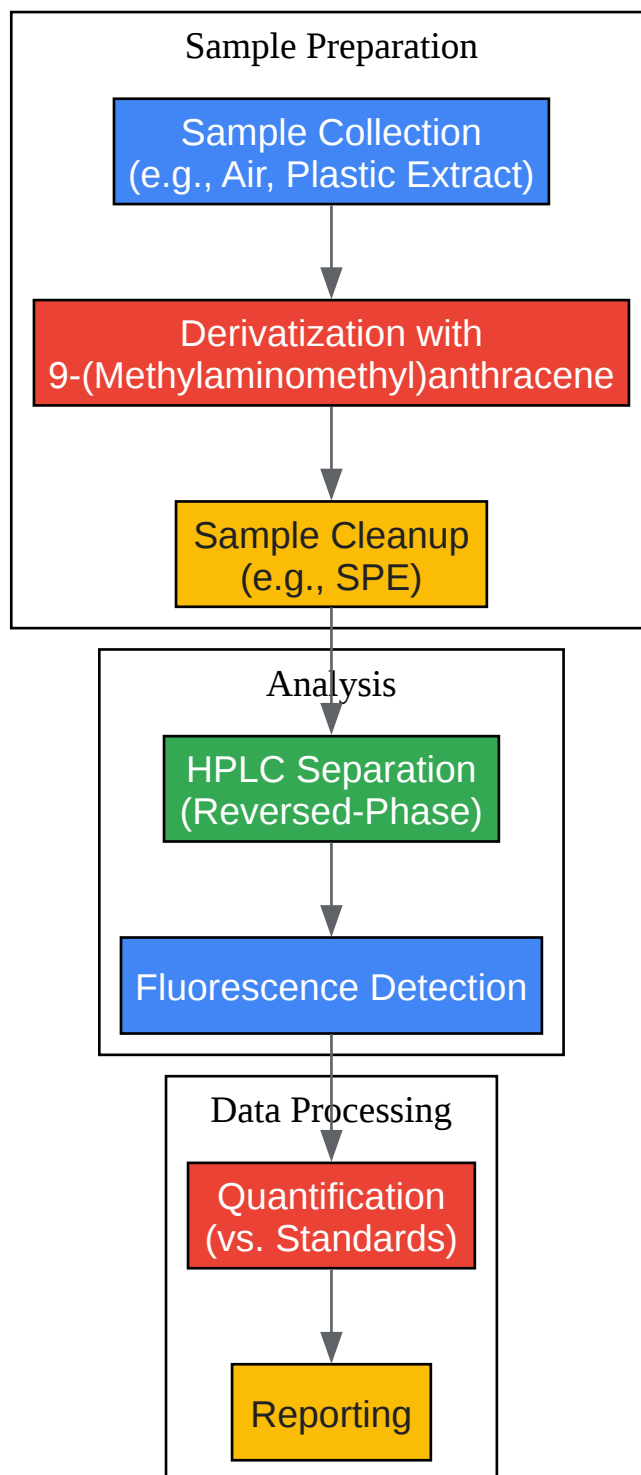 Sample Preparation
Sample Collection
(e.g., Air, Plastic Extract)
Derivatization with
9-(Methylaminomethyl)anthracene
Sample Cleanup
(e.g., SPE)
Analysis
HPLC Separation
(Reversed-Phase)
Fluorescence Detection
Data Processing
Quantification
(vs. Standards)
Reporting